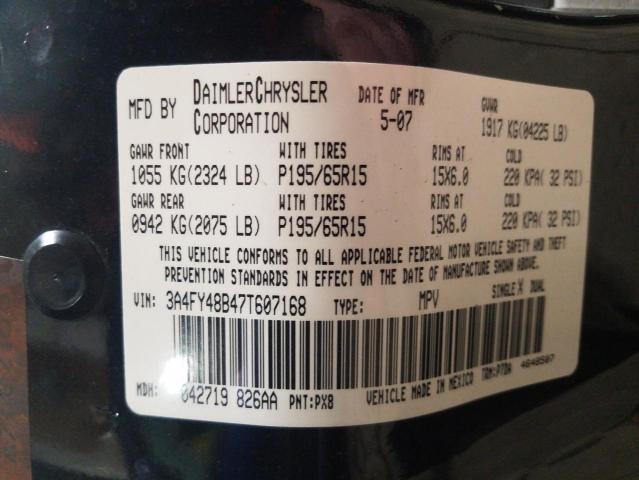 MFD BY DAIMLERCHRYSLER CORPORATION DATE OF MFR 5-07 GVWR 1917 KG(04225 LB)
GAWR FRONT WITH TIRES RIMS AT COLD
1055 KG(2324 LB) P195/65R15 15X6.0 220 KPA( 32 PSI)
GAWR REAR WITH TIRES RIMS AT COLD
0942 KG(2075 LB) P195/65R15 15X6.0 220 KPA( 32 PSI)
THIS VEHICLE CONFORMS TO ALL APPLICABLE FEDERAL MOTOR VEHICLE SAFETY AND THEFT
PREVENTION STANDARDS IN EFFECT ON THE DATE OF MANUFACTURE SHOWN ABOVE.
VIN: 3A4FY48B47T607168 TYPE: MPV SINGLE X DUAL
MDH: 042719 826AA PNT:PX8 VEHICLE MADE IN MEXICO TRM:P7DA 4648507